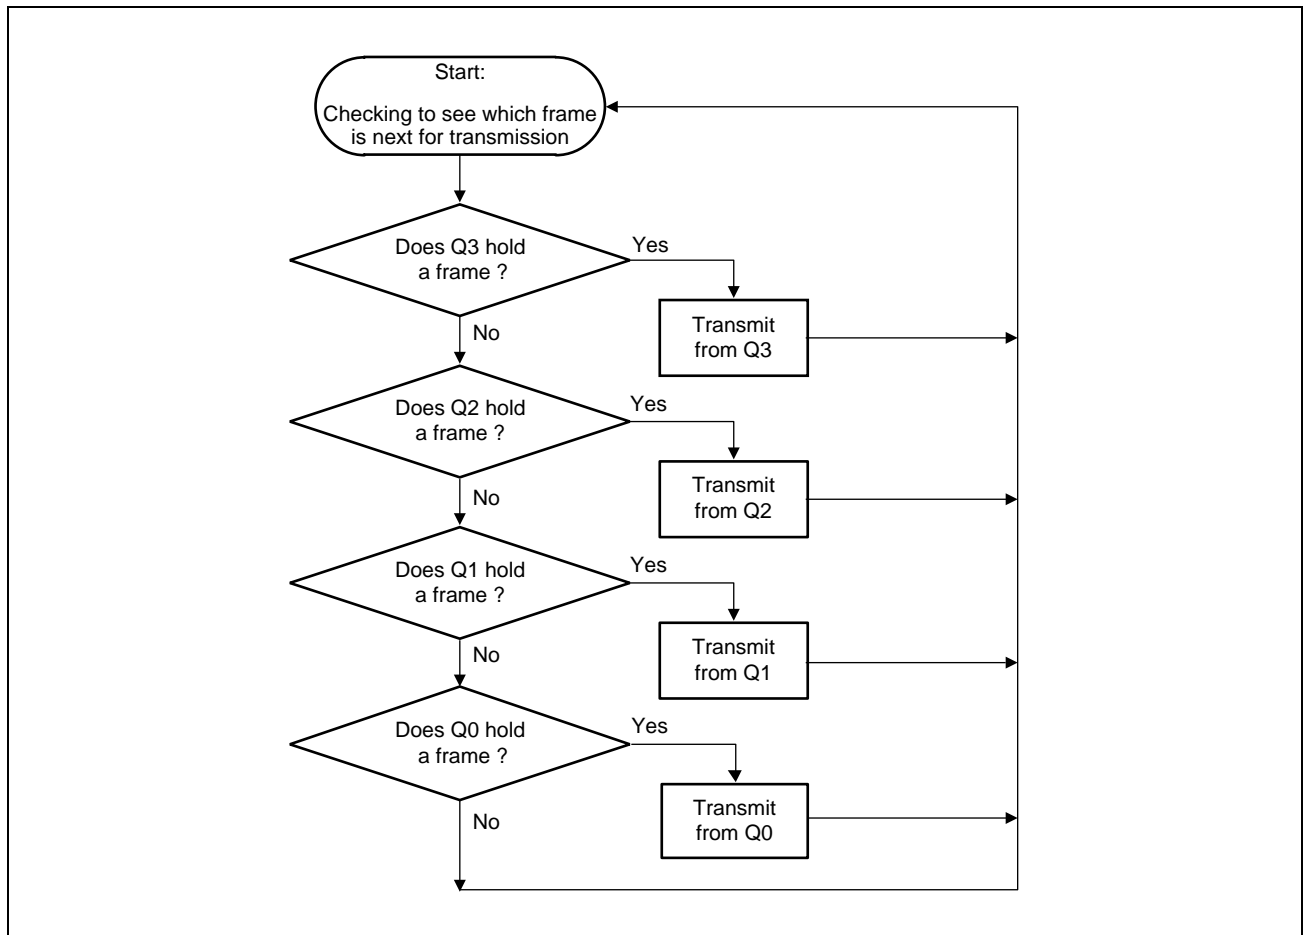 Start:
Checking to see which frame
is next for transmission
Does Q3 hold
a frame ?
Yes
Transmit
from Q3
No
Does Q2 hold
a frame ?
Yes
Transmit
from Q2
No
Does Q1 hold
a frame ?
Yes
Transmit
from Q1
No
Does Q0 hold
a frame ?
Yes
Transmit
from Q0
No